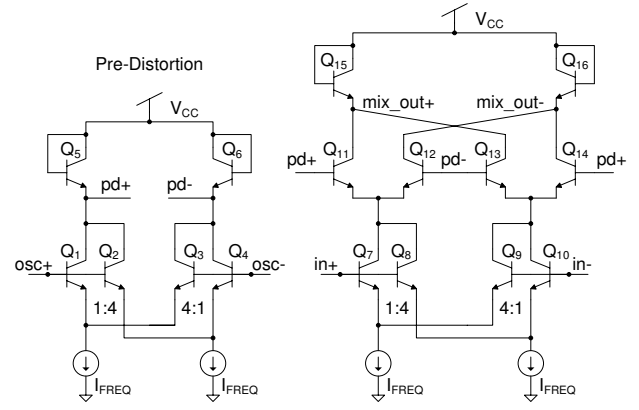 V_CC
Q_15
Q_16
Pre-Distortion
mix_out+
mix_out-
V_CC
Q_5
Q_6
pd+
Q_11
Q_12
pd-
Q_13
Q_14
pd+
pd+
pd-
Q_1
Q_2
Q_3
Q_4
Q_7
Q_8
Q_9
Q_10
osc+
osc-
in+
in-
1:4
4:1
1:4
4:1
I_FREQ
I_FREQ
I_FREQ
I_FREQ